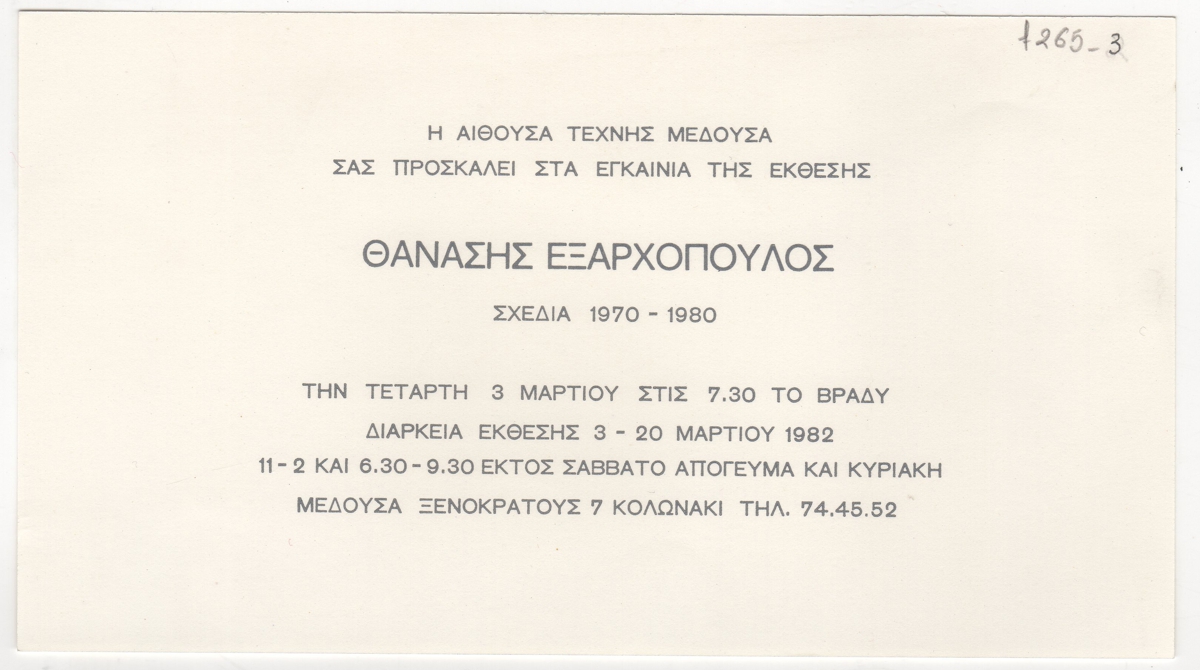 1265-3
Η ΑΙΘΟΥΣΑ ΤΕΧΝΗΣ ΜΕΔΟΥΣΑ
ΣΑΣ ΠΡΟΣΚΑΛΕΙ ΣΤΑ ΕΓΚΑΙΝΙΑ ΤΗΣ ΕΚΘΕΣΗΣ
ΘΑΝΑΣΗΣ ΕΞΑΡΧΟΠΟΥΛΟΣ
ΣΧΕΔΙΑ 1970 - 1980
ΤΗΝ ΤΕΤΑΡΤΗ 3 ΜΑΡΤΙΟΥ ΣΤΙΣ 7.30 ΤΟ ΒΡΑΔΥ
ΔΙΑΡΚΕΙΑ ΕΚΘΕΣΗΣ 3 - 20 ΜΑΡΤΙΟΥ 1982
11 - 2 ΚΑΙ 6.30 - 9.30 ΕΚΤΟΣ ΣΑΒΒΑΤΟ ΑΠΟΓΕΥΜΑ ΚΑΙ ΚΥΡΙΑΚΗ
ΜΕΔΟΥΣΑ ΞΕΝΟΚΡΑΤΟΥΣ 7 ΚΟΛΩΝΑΚΙ ΤΗΛ. 74.45.52